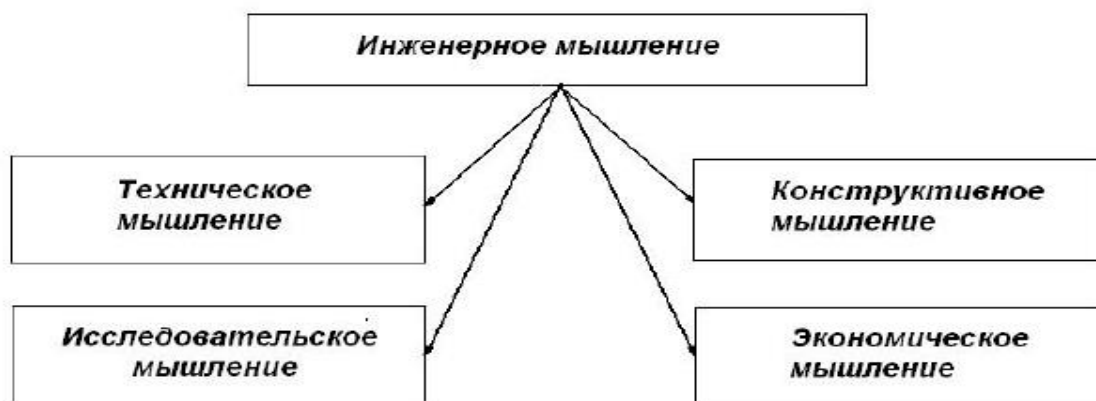 Инженерное мышление
Техническое
мышление
Конструктивное
мышление
Исследовательское
мышление
Экономическое
мышление